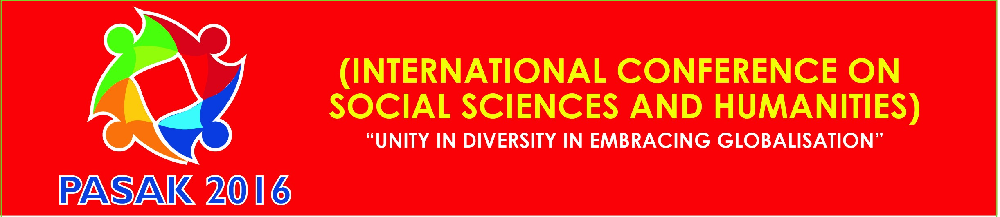 PASAK 2016
(INTERNATIONAL CONFERENCE ON
SOCIAL SCIENCES AND HUMANITIES)
“UNITY IN DIVERSITY IN EMBRACING GLOBALISATION”